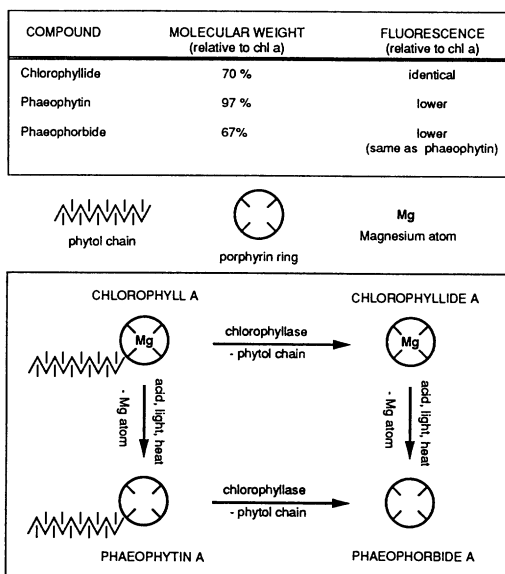 COMPOUND MOLECULAR WEIGHT FLUORESCENCE
(relative to chl a) (relative to chl a)
Chlorophyllide 70 % identical
Phaeophytin 97 % lower
Phaeophorbide 67% lower
(same as phaeophytin)
phytol chain
porphyrin ring
Mg
Magnesium atom
CHLOROPHYLL A
CHLOROPHYLLIDE A
Mg
chlorophyllase
- phytol chain
Mg
acid, light, heat
- Mg atom
acid, light, heat
- Mg atom
chlorophyllase
- phytol chain
PHAEOPHYTIN A
PHAEOPHORBIDE A